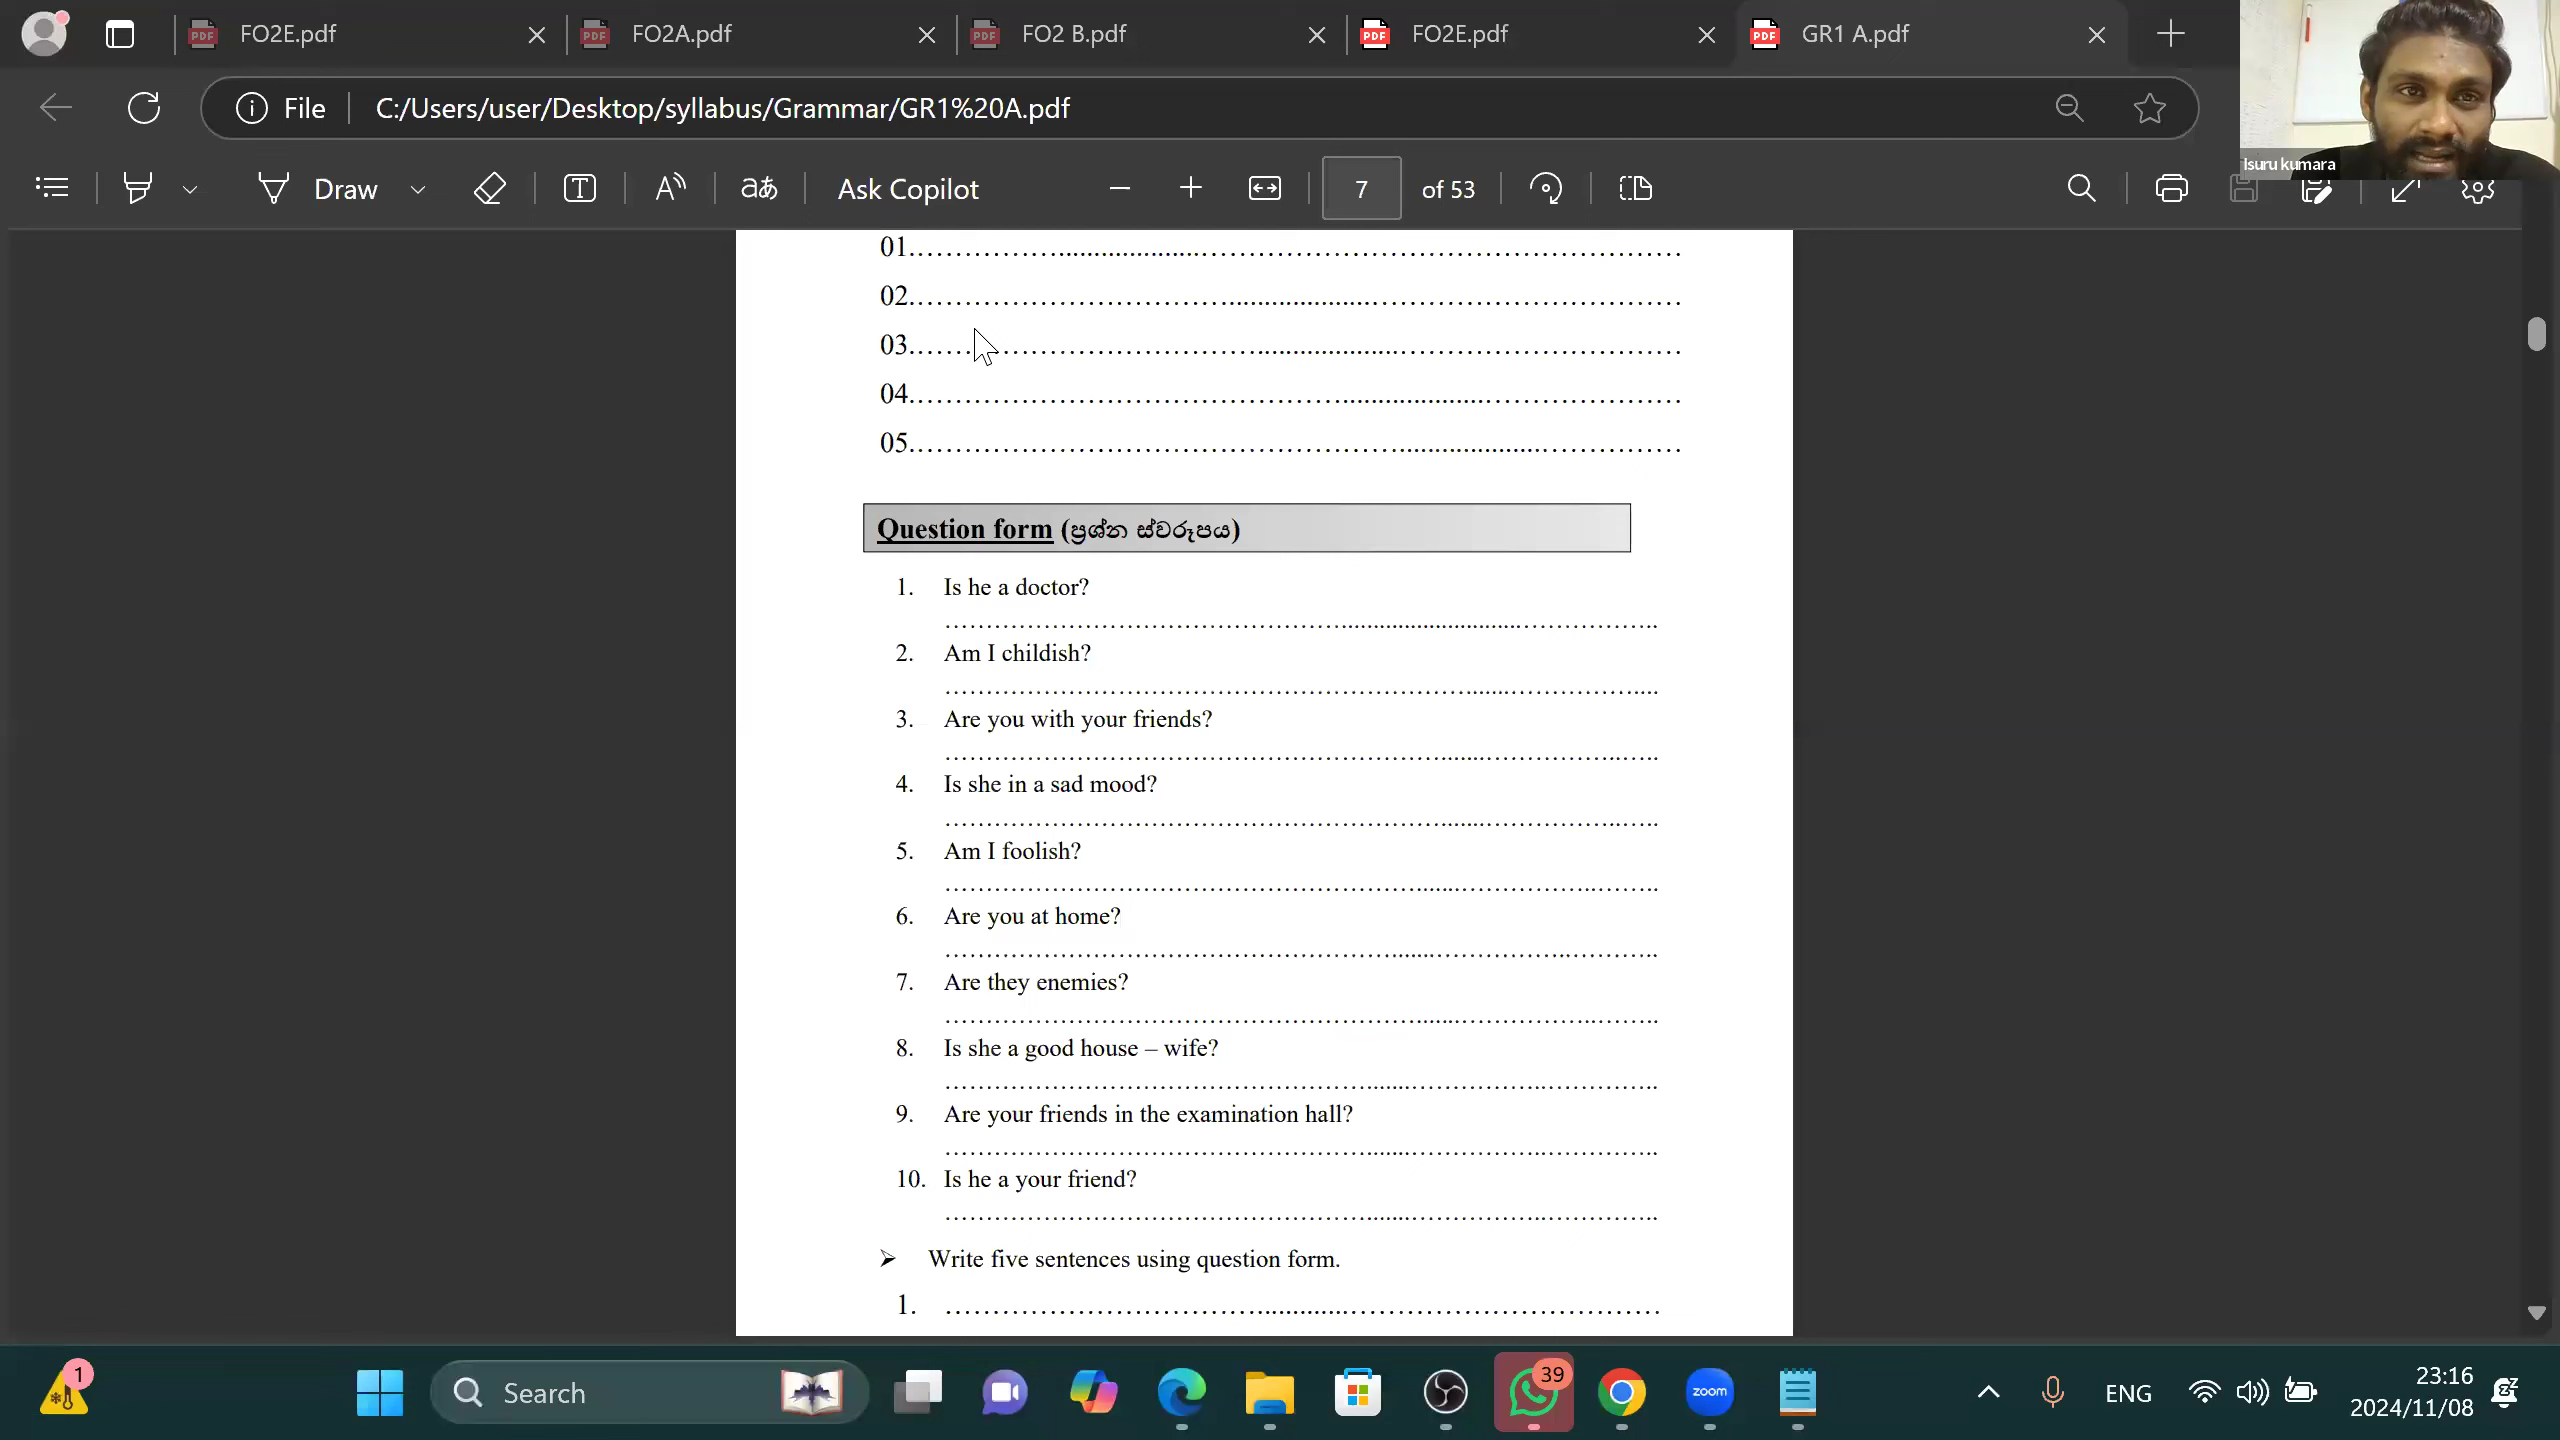 FO2E.pdf
FO2A.pdf
FO2 B.pdf
FO2E.pdf
GR1 A.pdf
File
C:/Users/user/Desktop/syllabus/Grammar/GR1%20A.pdf
Isuru kumara
Draw
aあ
Ask Copilot
7
of 53
01.………………………………………………………………
02.………………………………………………………………
03.………………………………………………………………
04.………………………………………………………………
05.………………………………………………………………
Question form (ප්‍රශ්න ස්වරූපය)
1. Is he a doctor?
………………………………………………………………
2. Am I childish?
………………………………………………………………
3. Are you with your friends?
………………………………………………………………
4. Is she in a sad mood?
………………………………………………………………
5. Am I foolish?
………………………………………………………………
6. Are you at home?
………………………………………………………………
7. Are they enemies?
………………………………………………………………
8. Is she a good house – wife?
………………………………………………………………
9. Are your friends in the examination hall?
………………………………………………………………
10. Is he a your friend?
………………………………………………………………
➢ Write five sentences using question form.
1. ………………………………………………………………
1
Search
39
zoom
ENG
23:16
2024/11/08